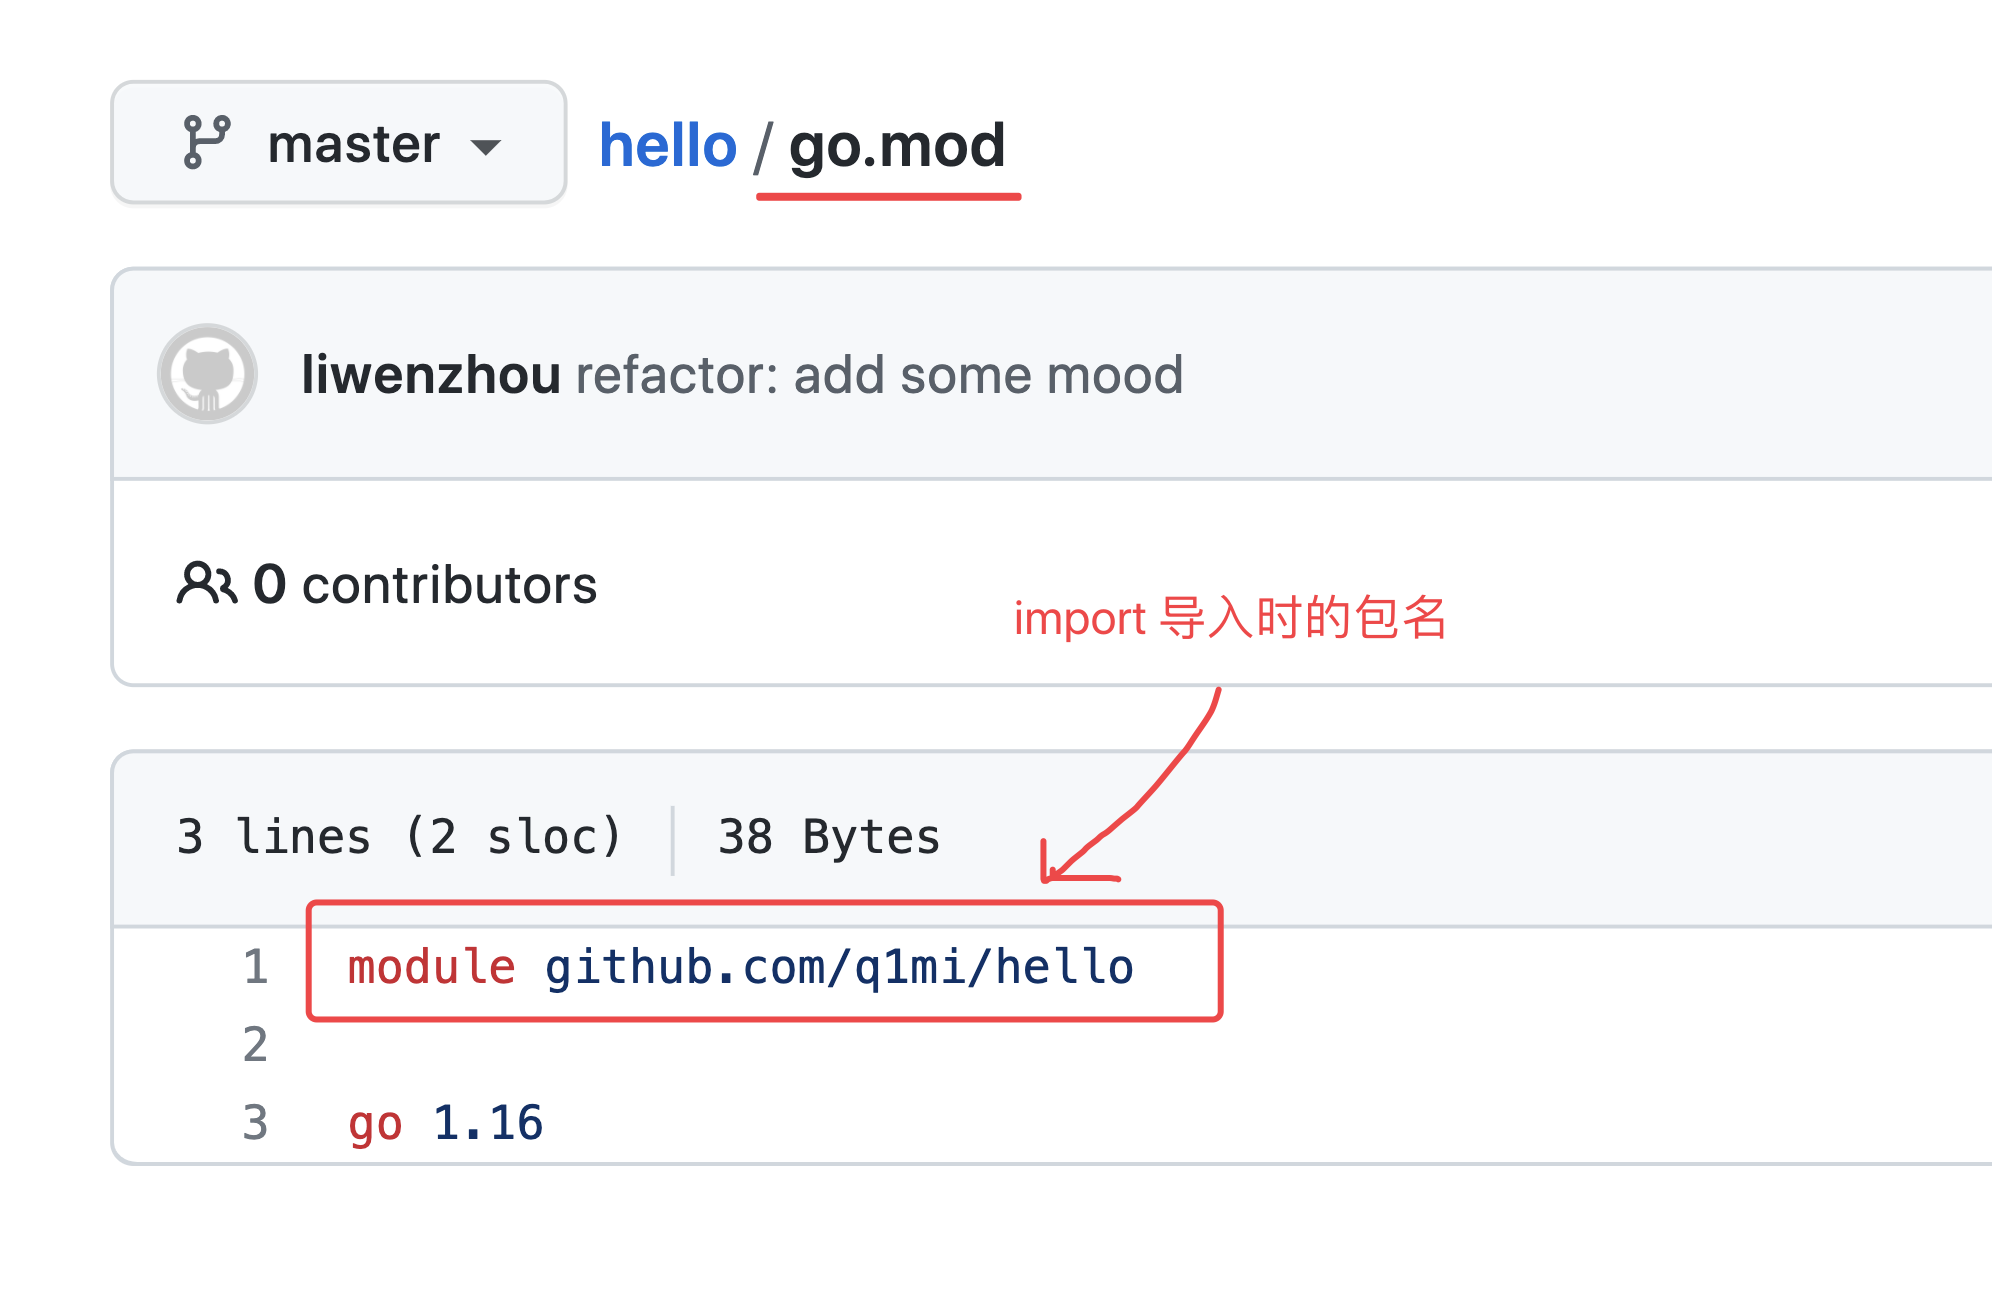 master hello / go.mod
liwenzhou refactor: add some mood
0 contributors
import 导入时的包名
3 lines (2 sloc) 38 Bytes
1 module github.com/q1mi/hello
2
3 go 1.16